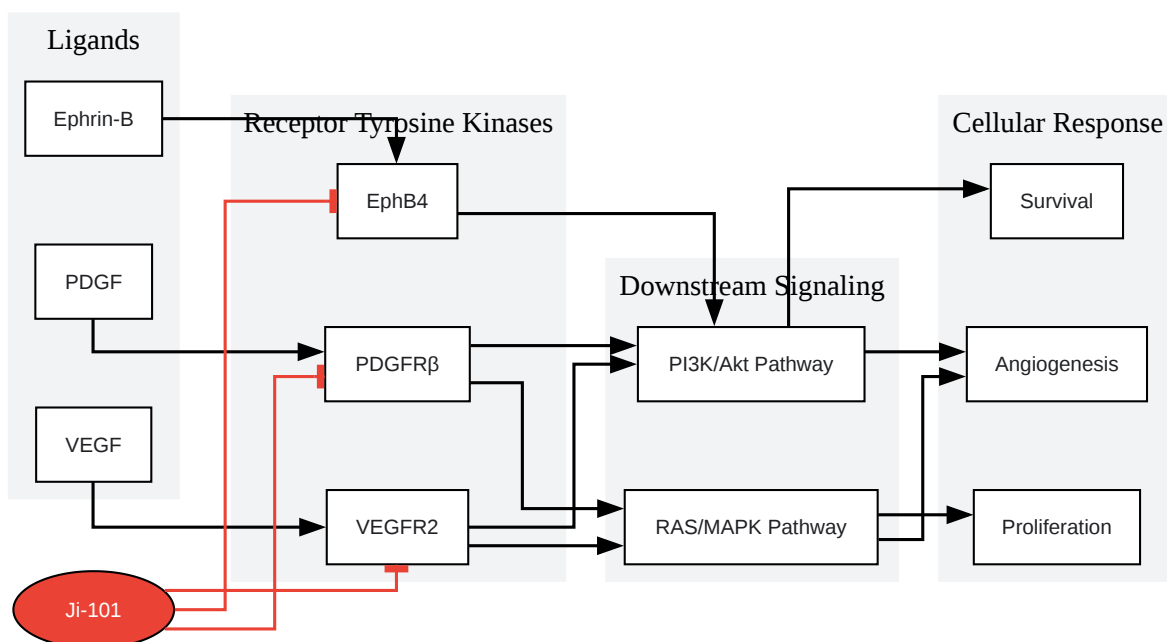 Ligands
Ephrin-B
PDGF
VEGF
Ji-101
Receptor Tyrosine Kinases
EphB4
PDGFRβ
VEGFR2
Downstream Signaling
PI3K/Akt Pathway
RAS/MAPK Pathway
Cellular Response
Survival
Angiogenesis
Proliferation